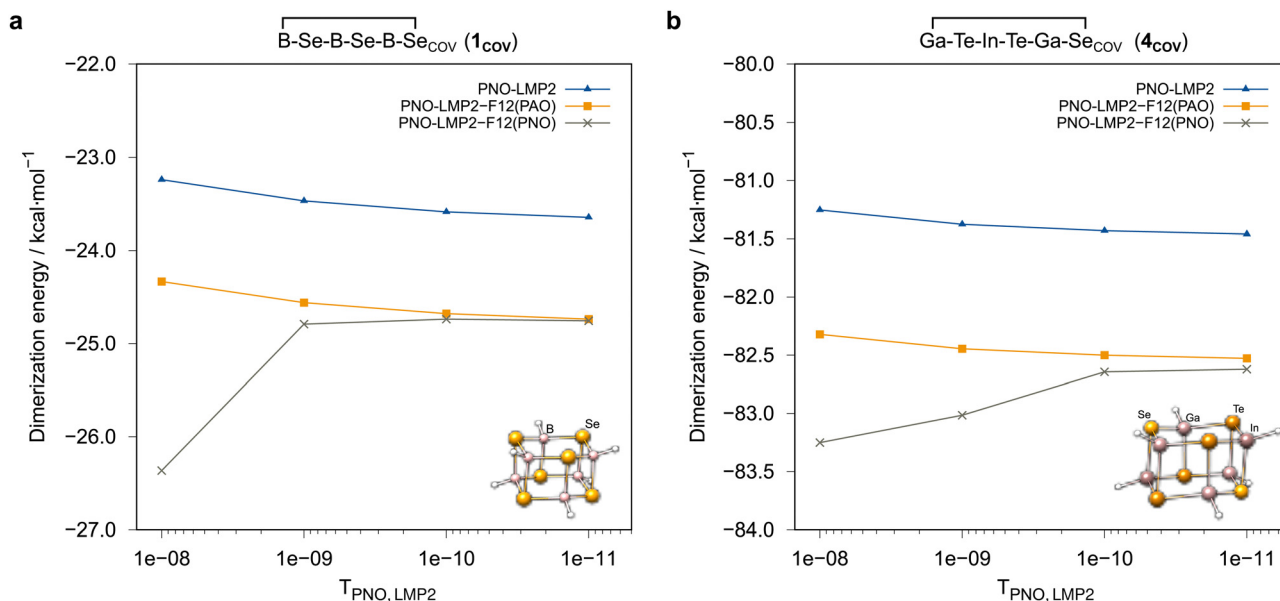 a
B-Se-B-Se-B-SeCOV (1COV)
−22.0
−23.0
−24.0
−25.0
−26.0
−27.0
Dimerization energy / kcal·mol−1
PNO-LMP2
PNO-LMP2−F12(PAO)
PNO-LMP2−F12(PNO)
B
Se
1e−08
1e−09
1e−10
1e−11
TPNO, LMP2
b
Ga-Te-In-Te-Ga-SeCOV (4COV)
−80.0
−80.5
−81.0
−81.5
−82.0
−82.5
−83.0
−83.5
−84.0
Dimerization energy / kcal·mol−1
PNO-LMP2
PNO-LMP2−F12(PAO)
PNO-LMP2−F12(PNO)
Se
Ga
Te
In
1e−08
1e−09
1e−10
1e−11
TPNO, LMP2